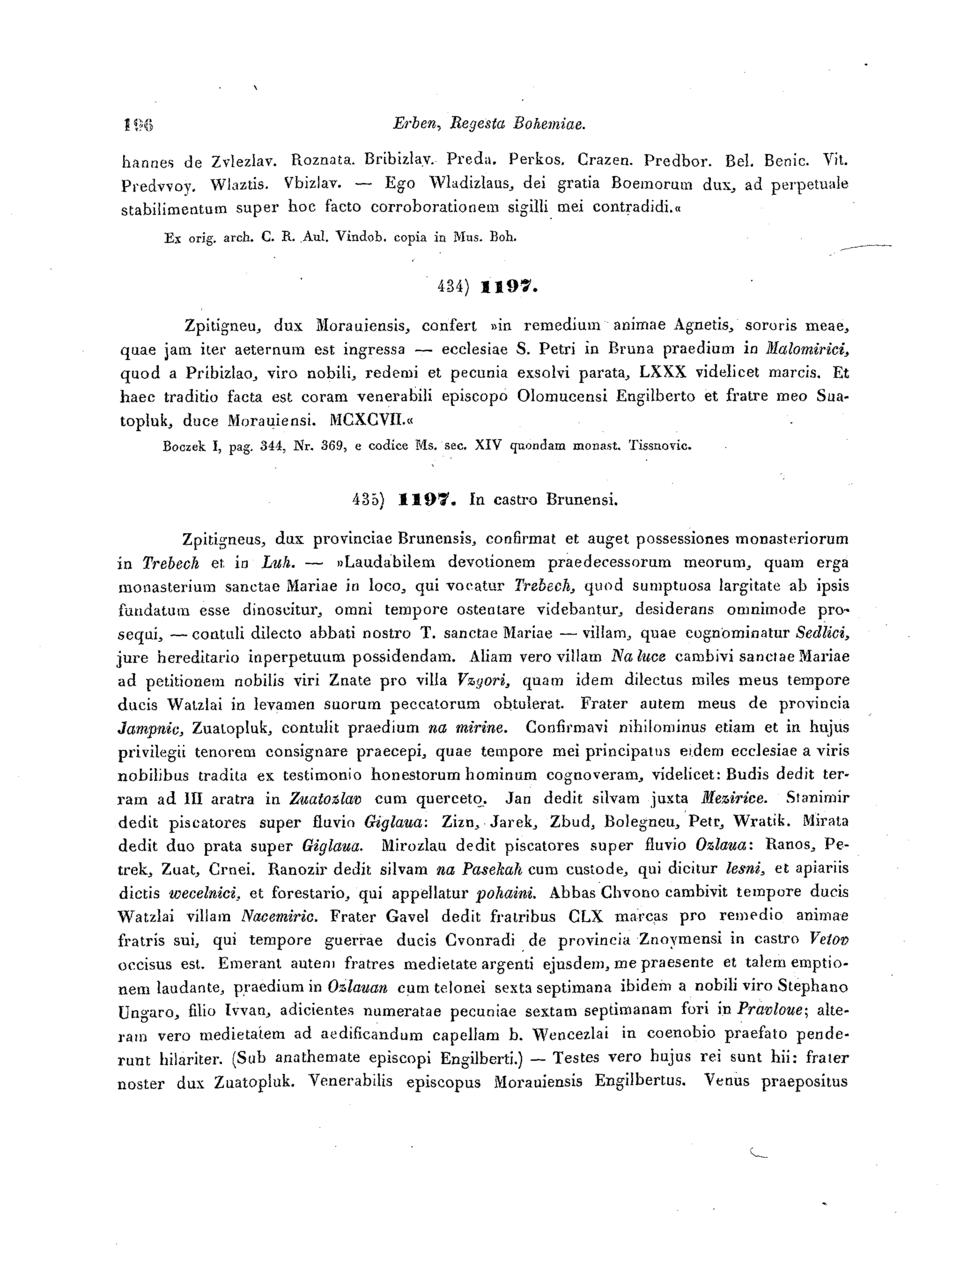 196 Erben, Regesta Bohemiae.
hannes de Zvlezlav. Roznata. Bribizlav. Preda. Perkos. Crazen. Predbor. Bel. Benic. Vit.
Predvvoy. Wlaztis. Vbizlav. — Ego Wladizlaus, dei gratia Boemorum dux, ad perpetuale
stabilimentum super hoc facto corroborationem sigilli mei contradidi.«
Ex orig. arch. C. R. Aul. Vindob. copia in Mus. Boh.
434) 1197.
Zpitigneu, dux Morauiensis, confert »in remedium animae Agnetis, sororis meae,
quae jam iter aeternum est ingressa — ecclesiae S. Petri in Bruna praedium in Malomirici,
quod a Pribizlao, viro nobili, redemi et pecunia exsolvi parata, LXXX videlicet marcis. Et
haec traditio facta est coram venerabili episcopo Olomucensi Engilberto et fratre meo Sua-
topluk, duce Morauiensi. MCXCVII.«
Boczek I, pag. 344, Nr. 369, e codice Ms. sec. XIV quondam monast. Tissnovic.
435) 1197. In castro Brunensi.
Zpitigneus, dux provinciae Brunensis, confirmat et auget possessiones monasteriorum
in Trebech et in Luh. — »Laudabilem devotionem praedecessorum meorum, quam erga
monasterium sanctae Mariae in loco, qui vocatur Trebech, quod sumptuosa largitate ab ipsis
fundatum esse dinoscitur, omni tempore ostentare videbantur, desiderans omnimode pro-
sequi, — contuli dilecto abbati nostro T. sanctae Mariae — villam, quae cognominatur Sedlici,
jure hereditario inperpetuum possidendam. Aliam vero villam Na luce cambivi sanctae Mariae
ad petitionem nobilis viri Znate pro villa Vzgori, quam idem dilectus miles meus tempore
ducis Watzlai in levamen suorum peccatorum obtulerat. Frater autem meus de provincia
Jampnic, Zuatopluk, contulit praedium na mirine. Confirmavi nihilominus etiam et in hujus
privilegii tenorem consignare praecepi, quae tempore mei principatus eidem ecclesiae a viris
nobilibus tradita ex testimonio honestorum hominum cognoveram, videlicet: Budis dedit ter-
ram ad III aratra in Zuatozlav cum querceto. Jan dedit silvam juxta Mezirice. Stanimir
dedit piscatores super fluvio Giglaua: Zizn, Jarek, Zbud, Bolegneu, Petr, Wratik. Mirata
dedit duo prata super Giglaua. Mirozlau dedit piscatores super fluvio Ozlaua: Ranos, Pe-
trek, Zuat, Crnei. Ranozir dedit silvam na Pasekah cum custode, qui dicitur lesni, et apiariis
dictis wecelnici, et forestario, qui appellatur pohaini. Abbas Chvono cambivit tempore ducis
Watzlai villam Nacemiric. Frater Gavel dedit fratribus CLX marcas pro remedio animae
fratris sui, qui tempore guerrae ducis Cvonradi de provincia Znoymensi in castro Vetov
occisus est. Emerant autem fratres medietate argenti ejusdem, me praesente et talem emptio-
nem laudante, praedium in Ozlauan cum telonei sexta septimana ibidem a nobili viro Stephano
Ungaro, filio Ivvan, adicientes numeratae pecuniae sextam septimanam fori in Pravloue; alte-
ram vero medietatem ad aedificandum capellam b. Wencezlai in coenobio praefato pende-
runt hilariter. (Sub anathemate episcopi Engilberti.) — Testes vero hujus rei sunt hii: frater
noster dux Zuatopluk. Venerabilis episcopus Morauiensis Engilbertus. Venus praepositus